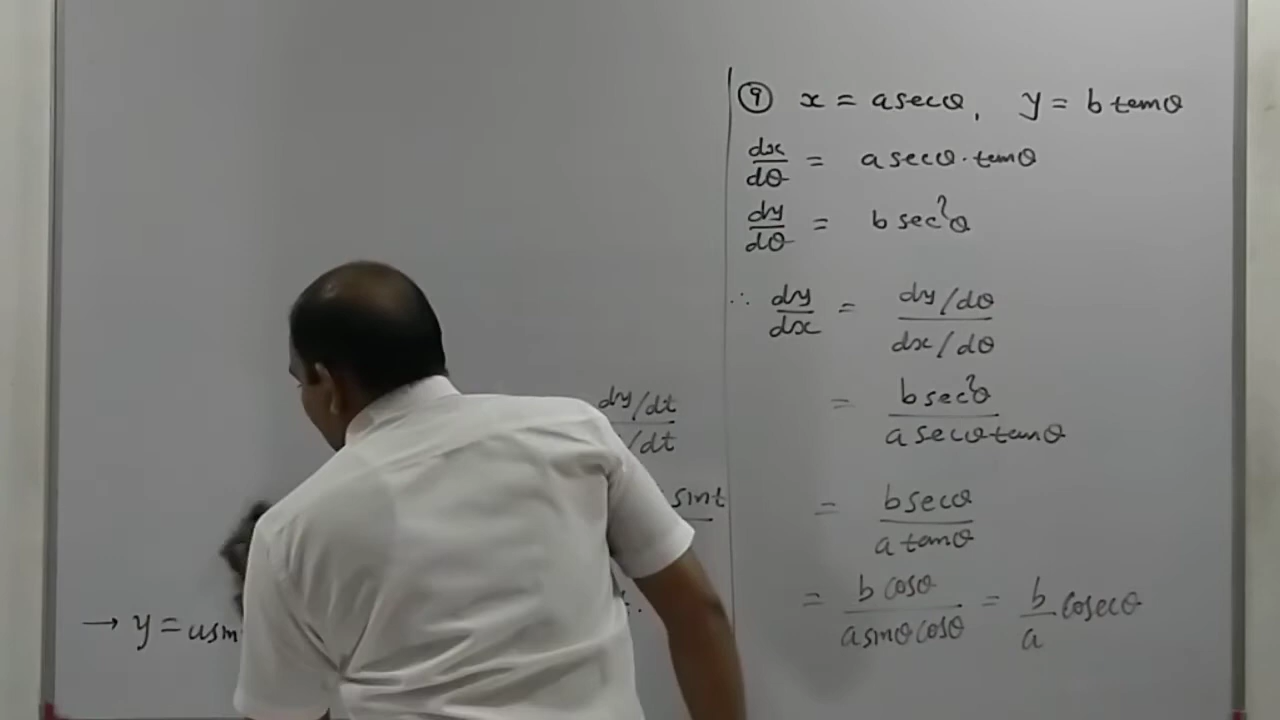 dy/dt
/dt
sint
t.
→ y = asin
⑨ x = a secθ, y = b tanθ
dx/dθ = a secθ · tanθ
dy/dθ = b sec²θ
∴ dy/dx = dy/dθ / dx/dθ
= b sec²θ / a secθ tanθ
= b secθ / a tanθ
= b cosθ / a sinθ cosθ = b/a cosecθ